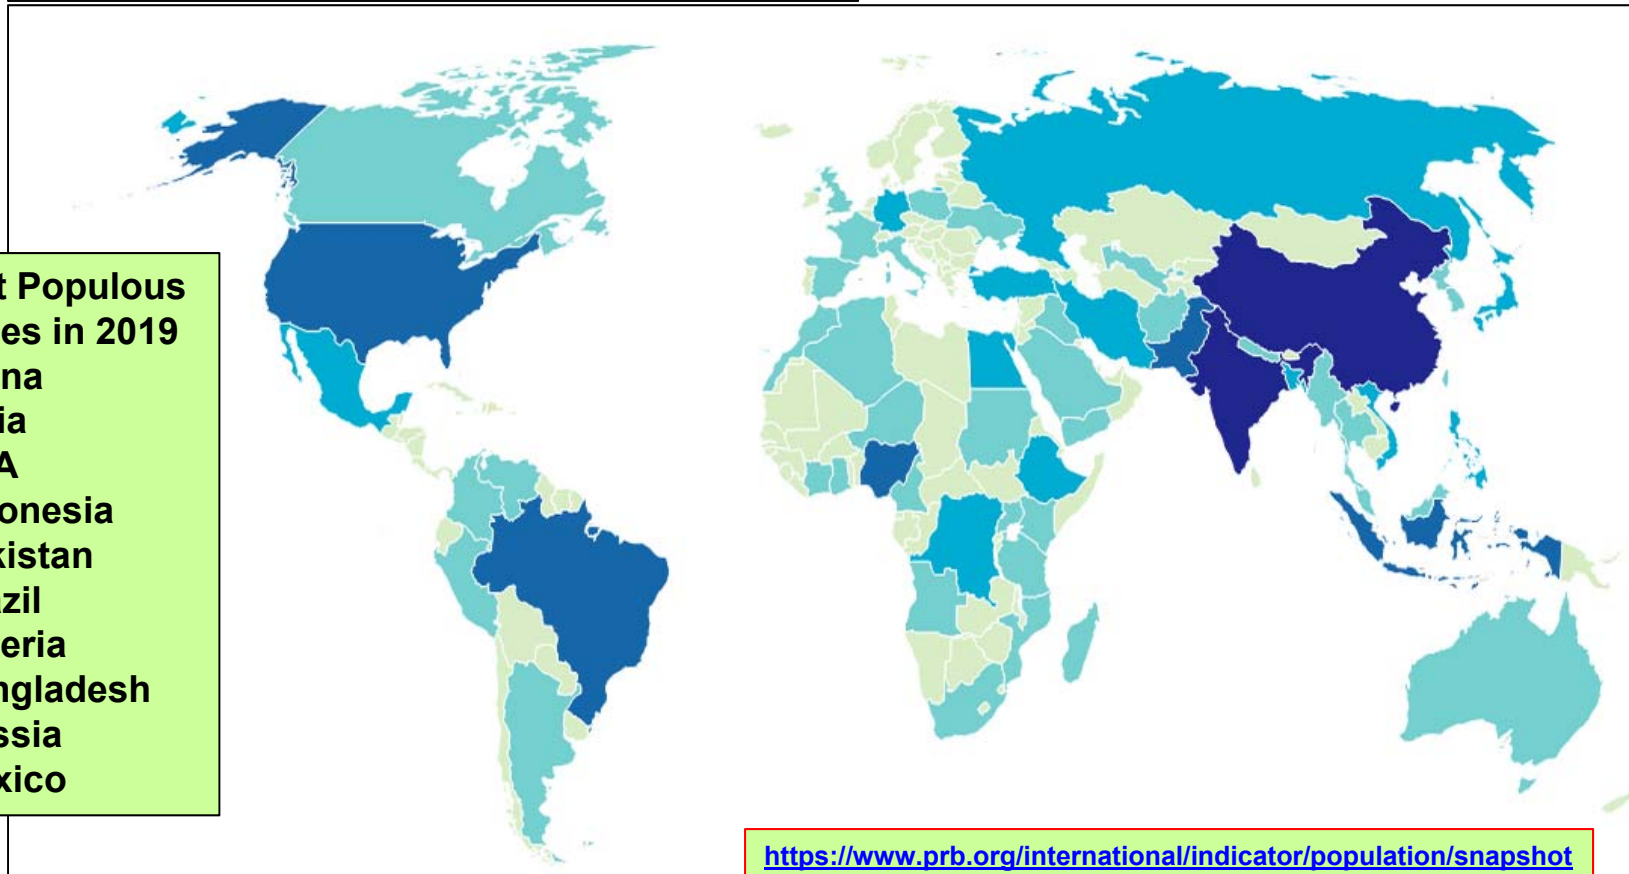 t Populous
es in 2019
na
ia
A
onesia
kistan
azil
eria
ngladesh
ssia
xico
https://www.prb.org/international/indicator/population/snapshot